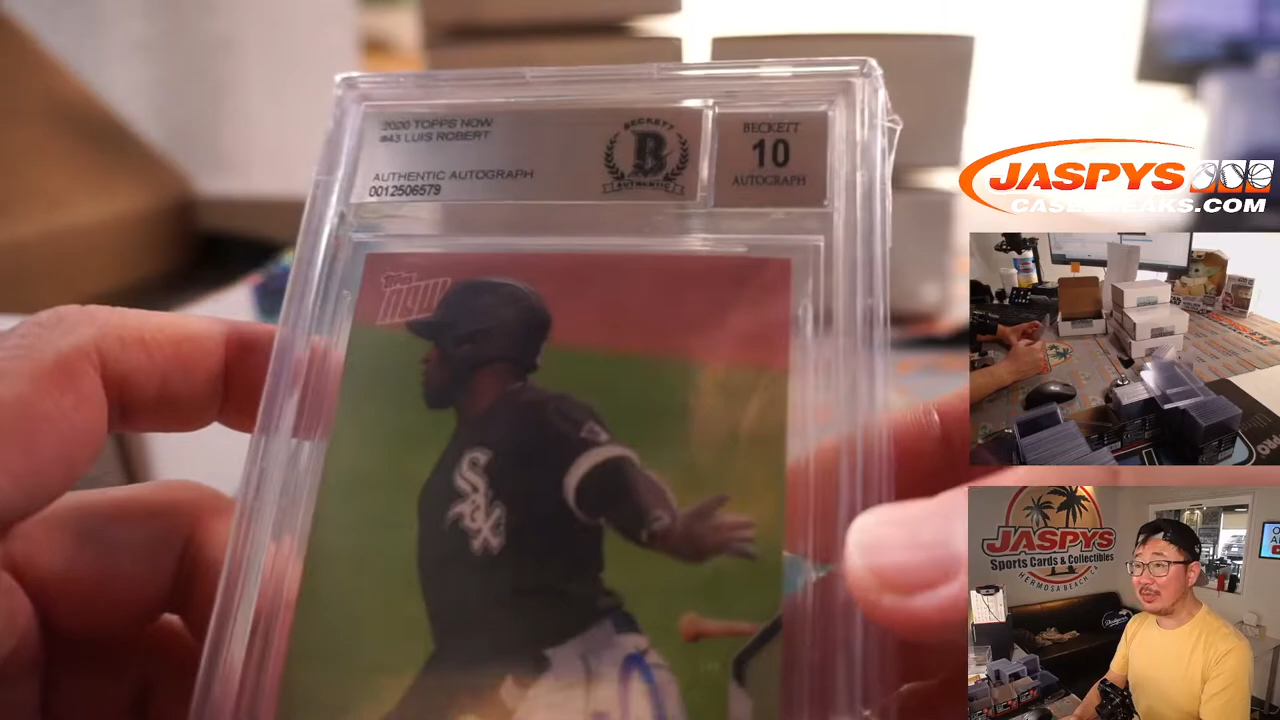 2020 TOPPS NOW
#43 LUIS ROBERT
AUTHENTIC AUTOGRAPH
0012506579
BECKETT
B
AUTHENTIC
BECKETT
10
AUTOGRAPH
Topps
NOW
Sox
JASPYS
CASEBREAKS.COM
JASPYS
Sports Cards & Collectibles
HERMOSA BEACH CA
Dodgers